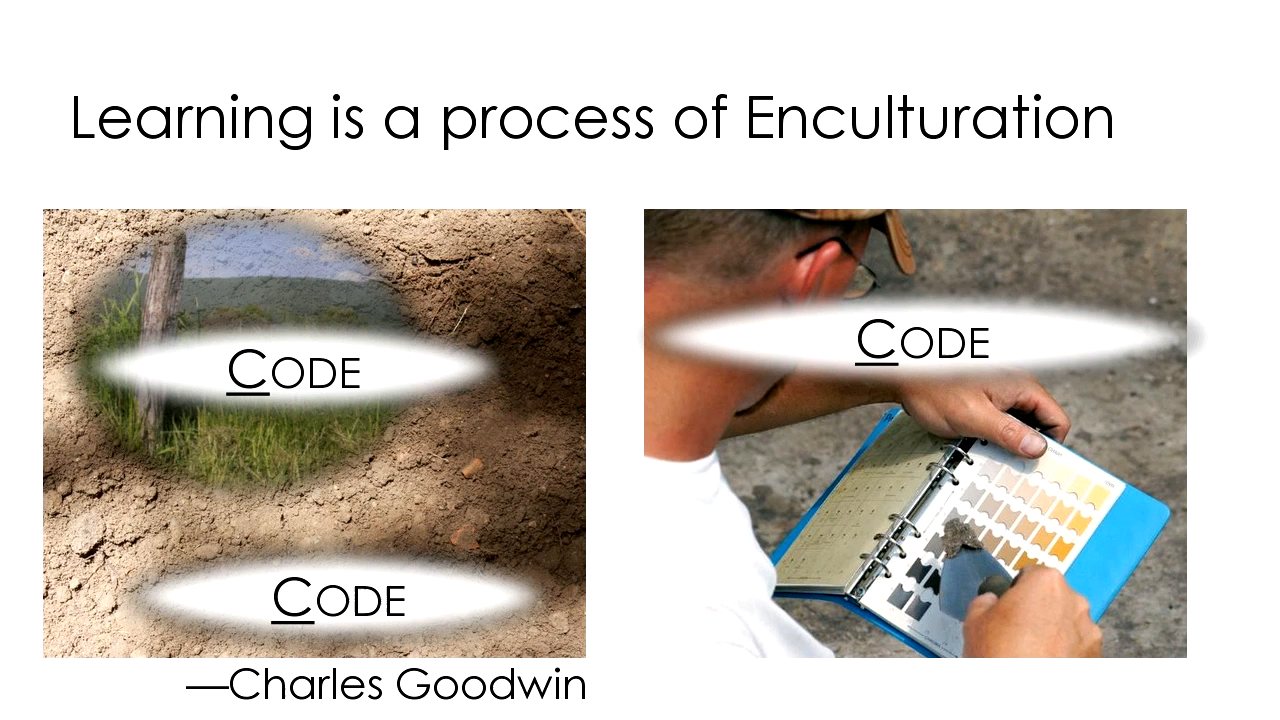 Learning is a process of Enculturation
CODE
CODE
CODE
—Charles Goodwin